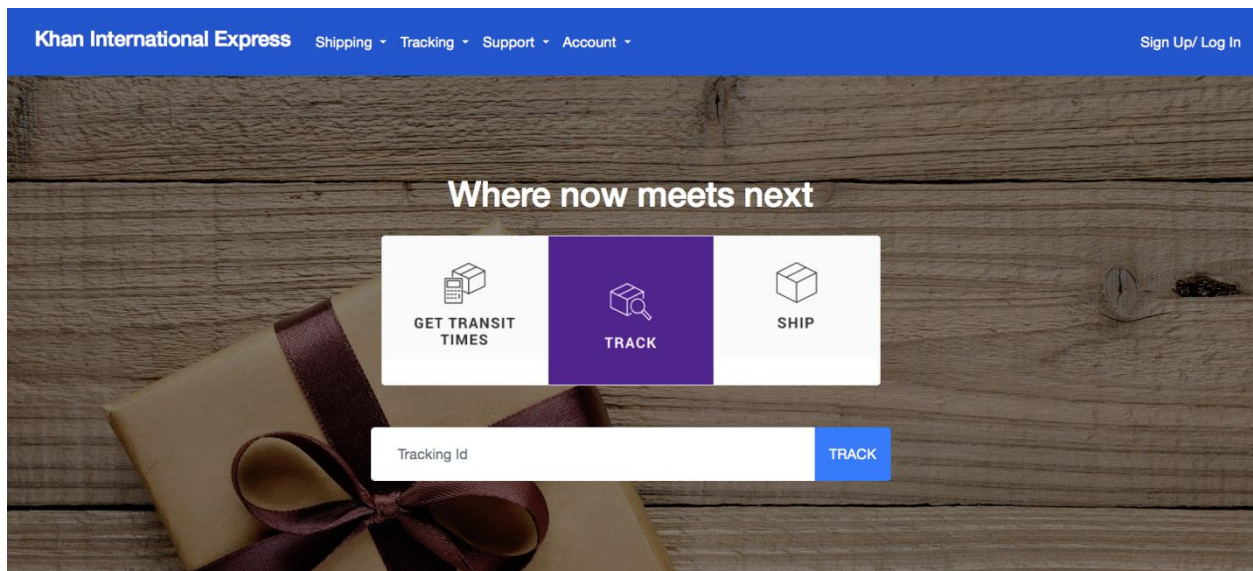 Khan International Express Shipping Tracking Support Account Sign Up/ Log In
Where now meets next
GET TRANSIT
TIMES
TRACK
SHIP
Tracking Id TRACK